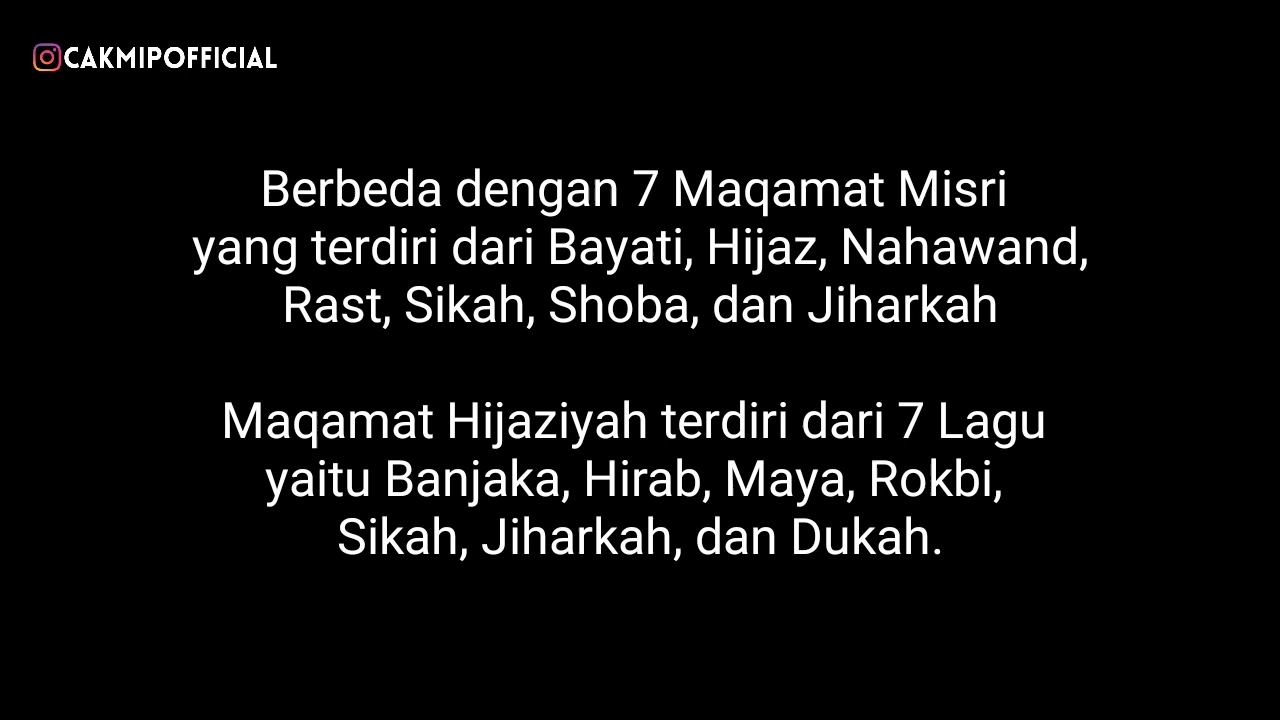 CAKMIPOFFICIAL
Berbeda dengan 7 Maqamat Misri
yang terdiri dari Bayati, Hijaz, Nahawand,
Rast, Sikah, Shoba, dan Jiharkah
Maqamat Hijaziyah terdiri dari 7 Lagu
yaitu Banjaka, Hirab, Maya, Rokbi,
Sikah, Jiharkah, dan Dukah.